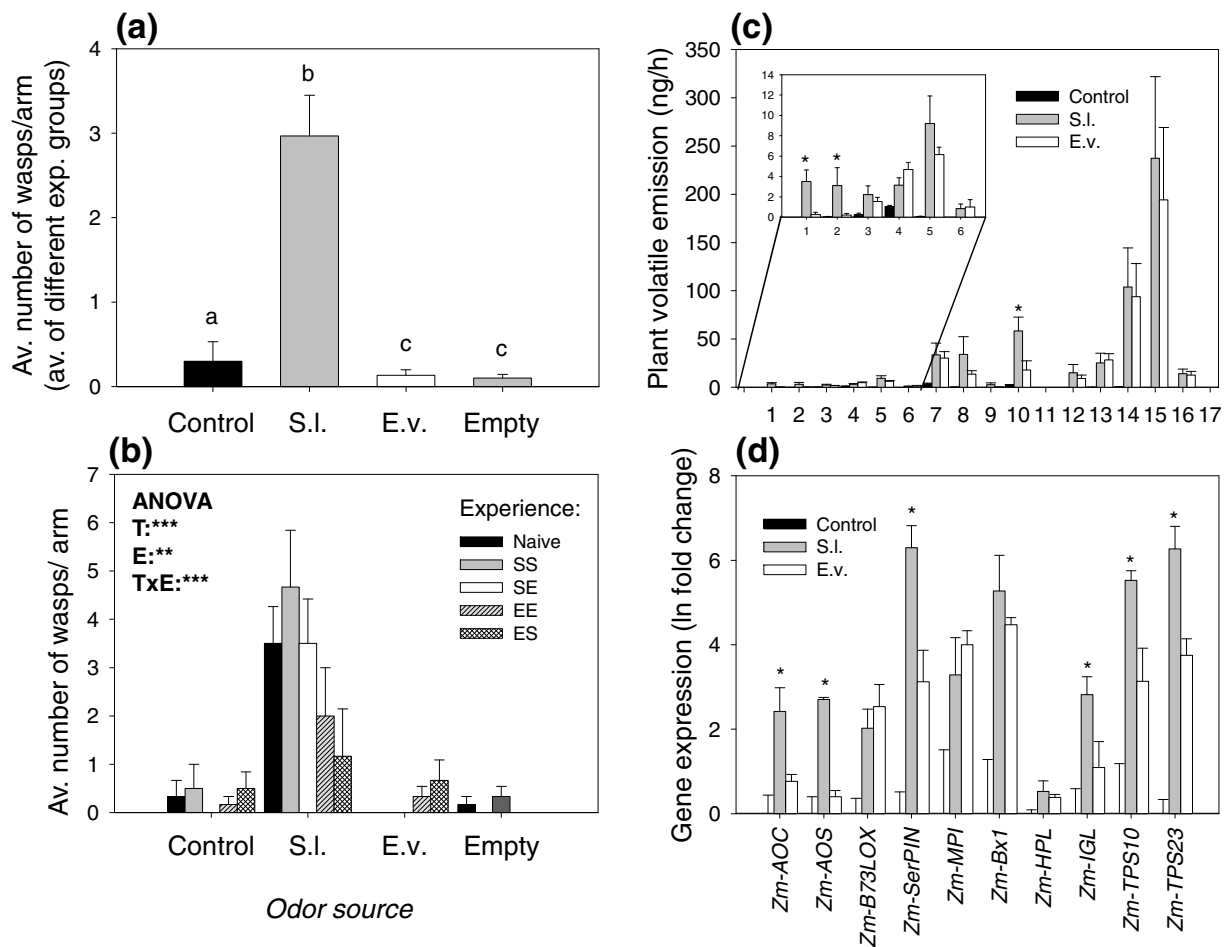 (a)
Av. number of wasps/arm
(av. of different exp. groups)
4
3
2
1
0
a
b
c
c
Control S.l. E.v. Empty
(b)
Av. number of wasps/ arm
7
6
5
4
3
2
1
0
ANOVA
T:***
E:**
TxE:***
Experience:
Naive
SS
SE
EE
ES
Control S.l. E.v. Empty
Odor source
(c)
Plant volatile emission (ng/h)
350
300
250
200
150
100
50
0
14
12
10
8
6
4
2
0
*
*
1 2 3 4 5 6
Control
S.l.
E.v.
*
1 2 3 4 5 6 7 8 9 10 11 12 13 14 15 16 17
(d)
Gene expression (ln fold change)
8
6
4
2
0
Control
S.l.
E.v.
*
*
*
*
*
*
Zm-AOC
Zm-AOS
Zm-B73LOX
Zm-SerPIN
Zm-MPI
Zm-Bx1
Zm-HPL
Zm-IGL
Zm-TPS10
Zm-TPS23